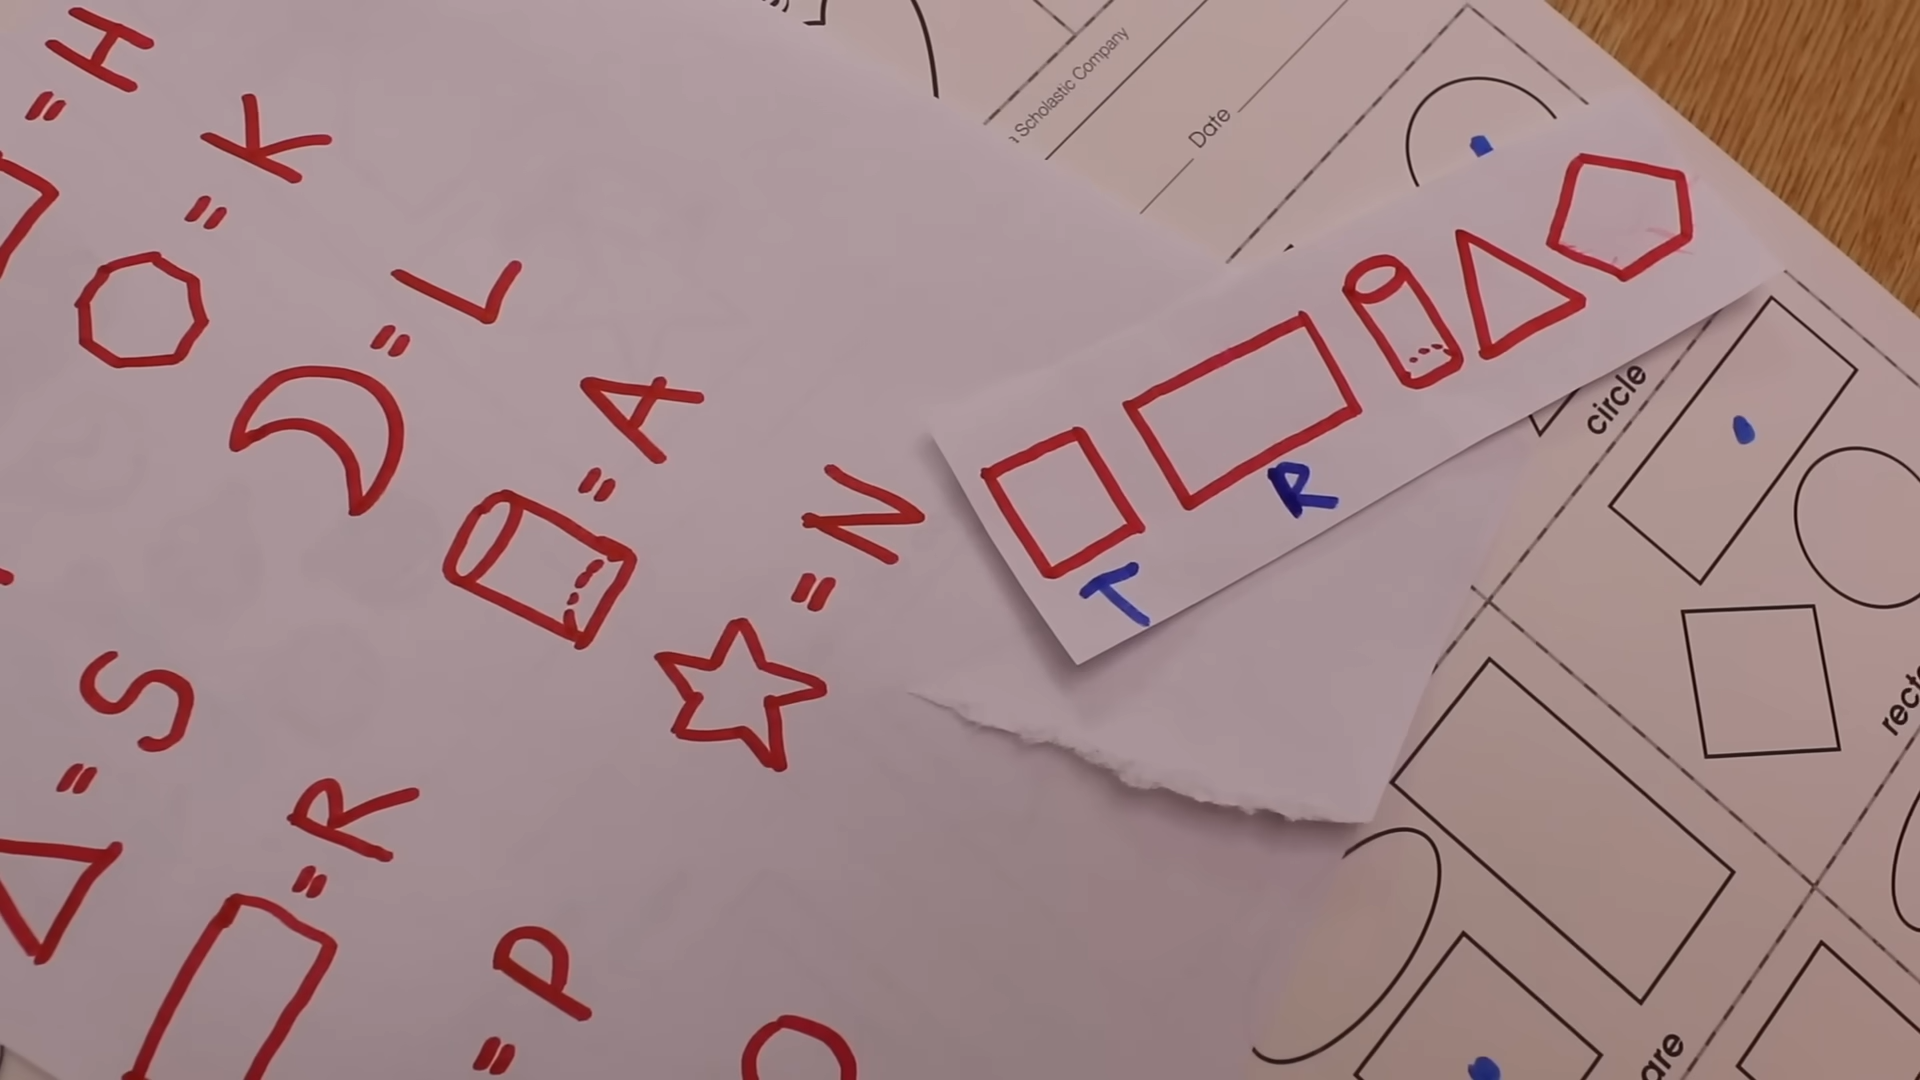 = H
= K
= L
= A
= N
= S
= R
= P
T R
Scholastic Company
Date
circle